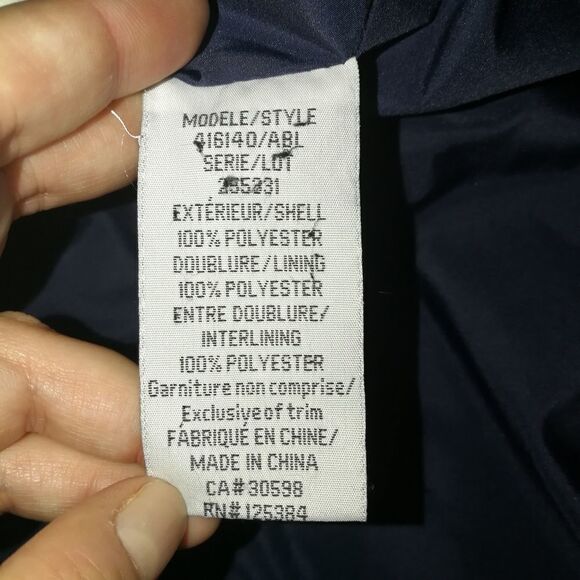 MODELE/STYLE
416140/ABL
SERIE/LOT
285231
EXTÉRIEUR/SHELL
100% POLYESTER
DOUBLURE/LINING
100% POLYESTER
ENTRE DOUBLURE/
INTERLINING
100% POLYESTER
Garniture non comprise/
Exclusive of trim
FABRIQUÉ EN CHINE/
MADE IN CHINA
CA# 30598
RN# 125384